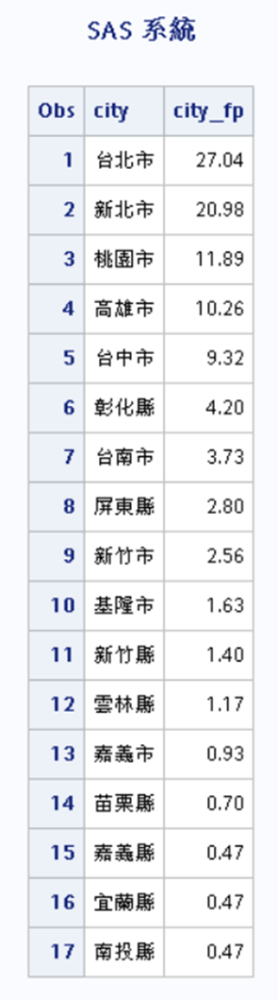 SAS 系統
Obs city city_fp
1 台北市 27.04
2 新北市 20.98
3 桃園市 11.89
4 高雄市 10.26
5 台中市 9.32
6 彰化縣 4.20
7 台南市 3.73
8 屏東縣 2.80
9 新竹市 2.56
10 基隆市 1.63
11 新竹縣 1.40
12 雲林縣 1.17
13 嘉義市 0.93
14 苗栗縣 0.70
15 嘉義縣 0.47
16 宜蘭縣 0.47
17 南投縣 0.47